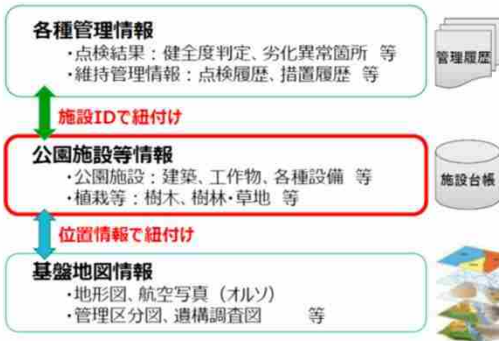 各種管理情報
・点検結果：健全度判定、劣化異常箇所 等
・維持管理情報：点検履歴、措置履歴 等
管理履歴
施設IDで紐付け
公園施設等情報
・公園施設：建築、工作物、各種設備 等
・植栽等：樹木、樹林・草地 等
施設台帳
位置情報で紐付け
基盤地図情報
・地形図、航空写真（オルソ）
・管理区分図、遺構調査図 等